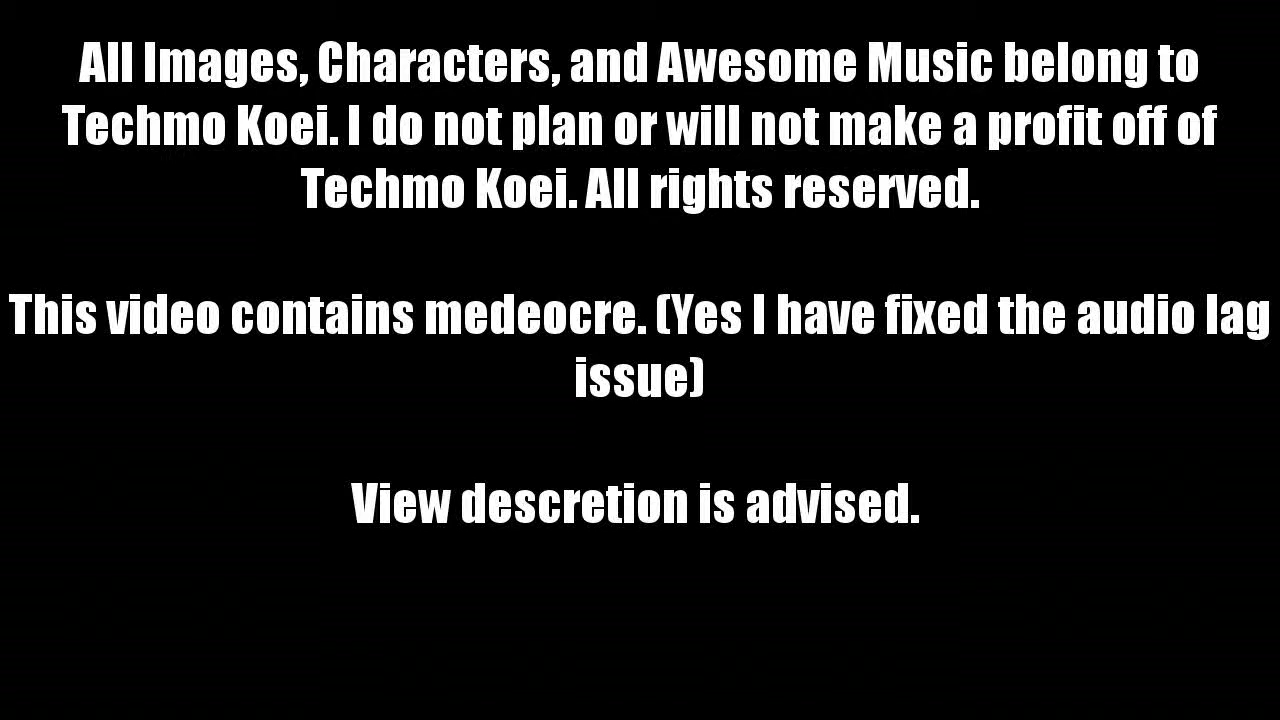 All Images, Characters, and Awesome Music belong to
Techmo Koei. I do not plan or will not make a profit off of
Techmo Koei. All rights reserved.
This video contains medeocre. (Yes I have fixed the audio lag
issue)
View descretion is advised.